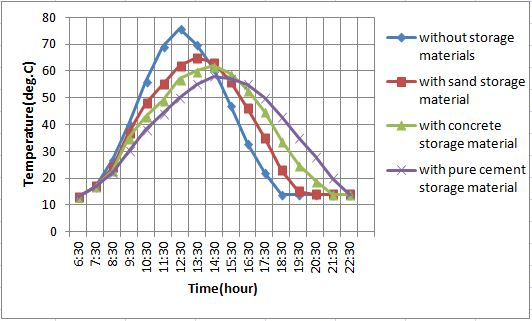 80
70
60
50
40
30
20
10
0
Temperature(deg.C)
6:30
7:30
8:30
9:30
10:30
11:30
12:30
13:30
14:30
15:30
16:30
17:30
18:30
19:30
20:30
21:30
22:30
Time(hour)
without storage
materials
with sand storage
material
with concrete
storage material
with pure cement
storage material